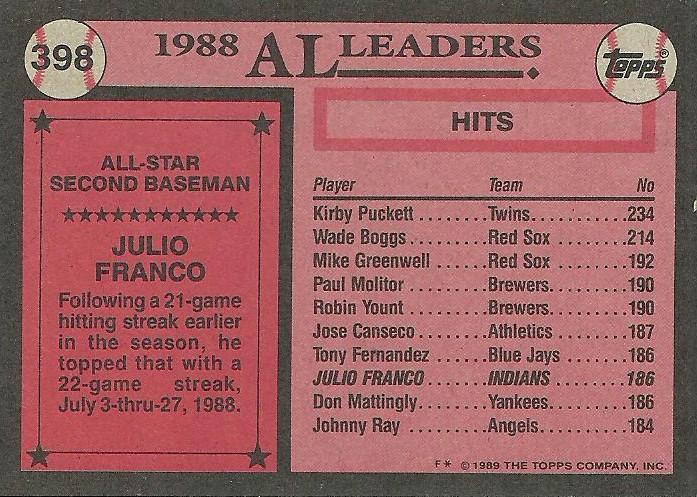 398
1988 AL LEADERS
Topps®
ALL-STAR
SECOND BASEMAN
★★★★★★★★★★★
JULIO
FRANCO
Following a 21-game
hitting streak earlier
in the season, he
topped that with a
22-game streak,
July 3-thru-27, 1988.
HITS
Player Team No
Kirby Puckett ........Twins..........234
Wade Boggs.........Red Sox .......214
Mike Greenwell .....Red Sox .......192
Paul Molitor .........Brewers........190
Robin Yount .........Brewers........190
Jose Canseco........Athletics .......187
Tony Fernandez .....Blue Jays .....186
JULIO FRANCO.....INDIANS .......186
Don Mattingly........Yankees........186
Johnny Ray ..........Angels..........184
F* © 1989 THE TOPPS COMPANY, INC.